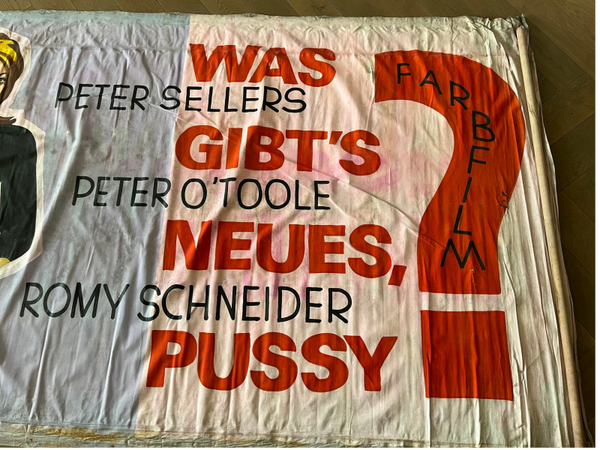 WAS
PETER SELLERS
GIBT'S
PETER O'TOOLE
NEUES,
ROMY SCHNEIDER
PUSSY
?
FARBFILM